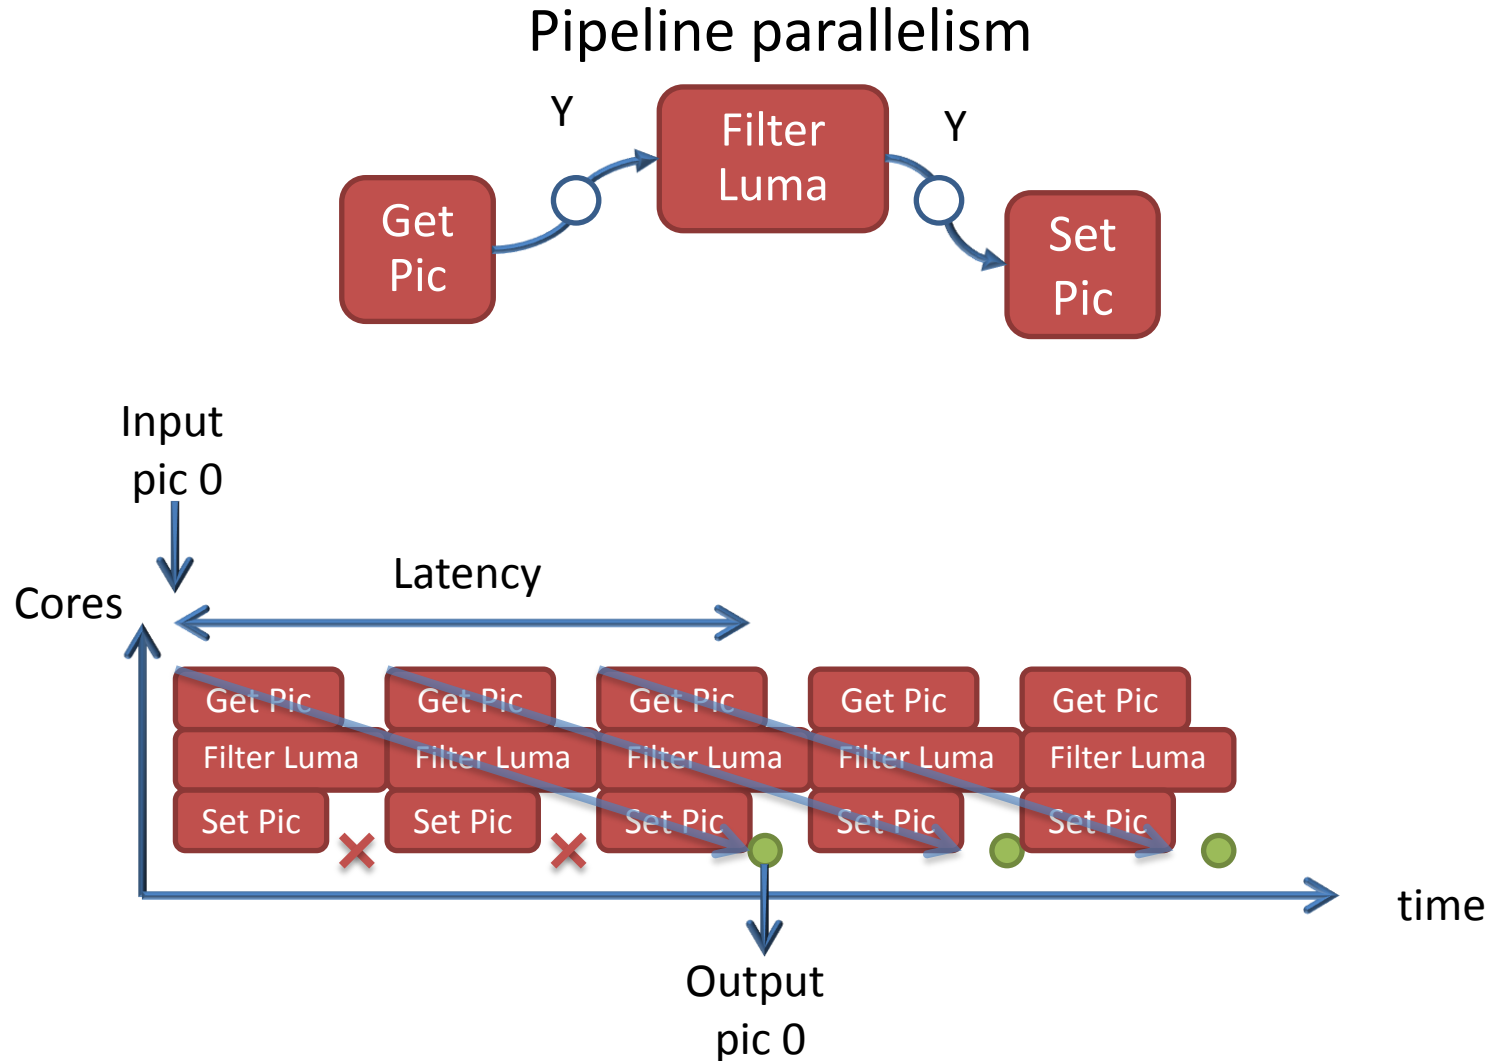 Pipeline parallelism
Y
Y
Filter
Luma
Get
Pic
Set
Pic
Input
pic 0
Latency
Cores
Get Pic
Get Pic
Get Pic
Get Pic
Get Pic
Filter Luma
Filter Luma
Filter Luma
Filter Luma
Filter Luma
Set Pic
Set Pic
Set Pic
Set Pic
Set Pic
time
Output
pic 0